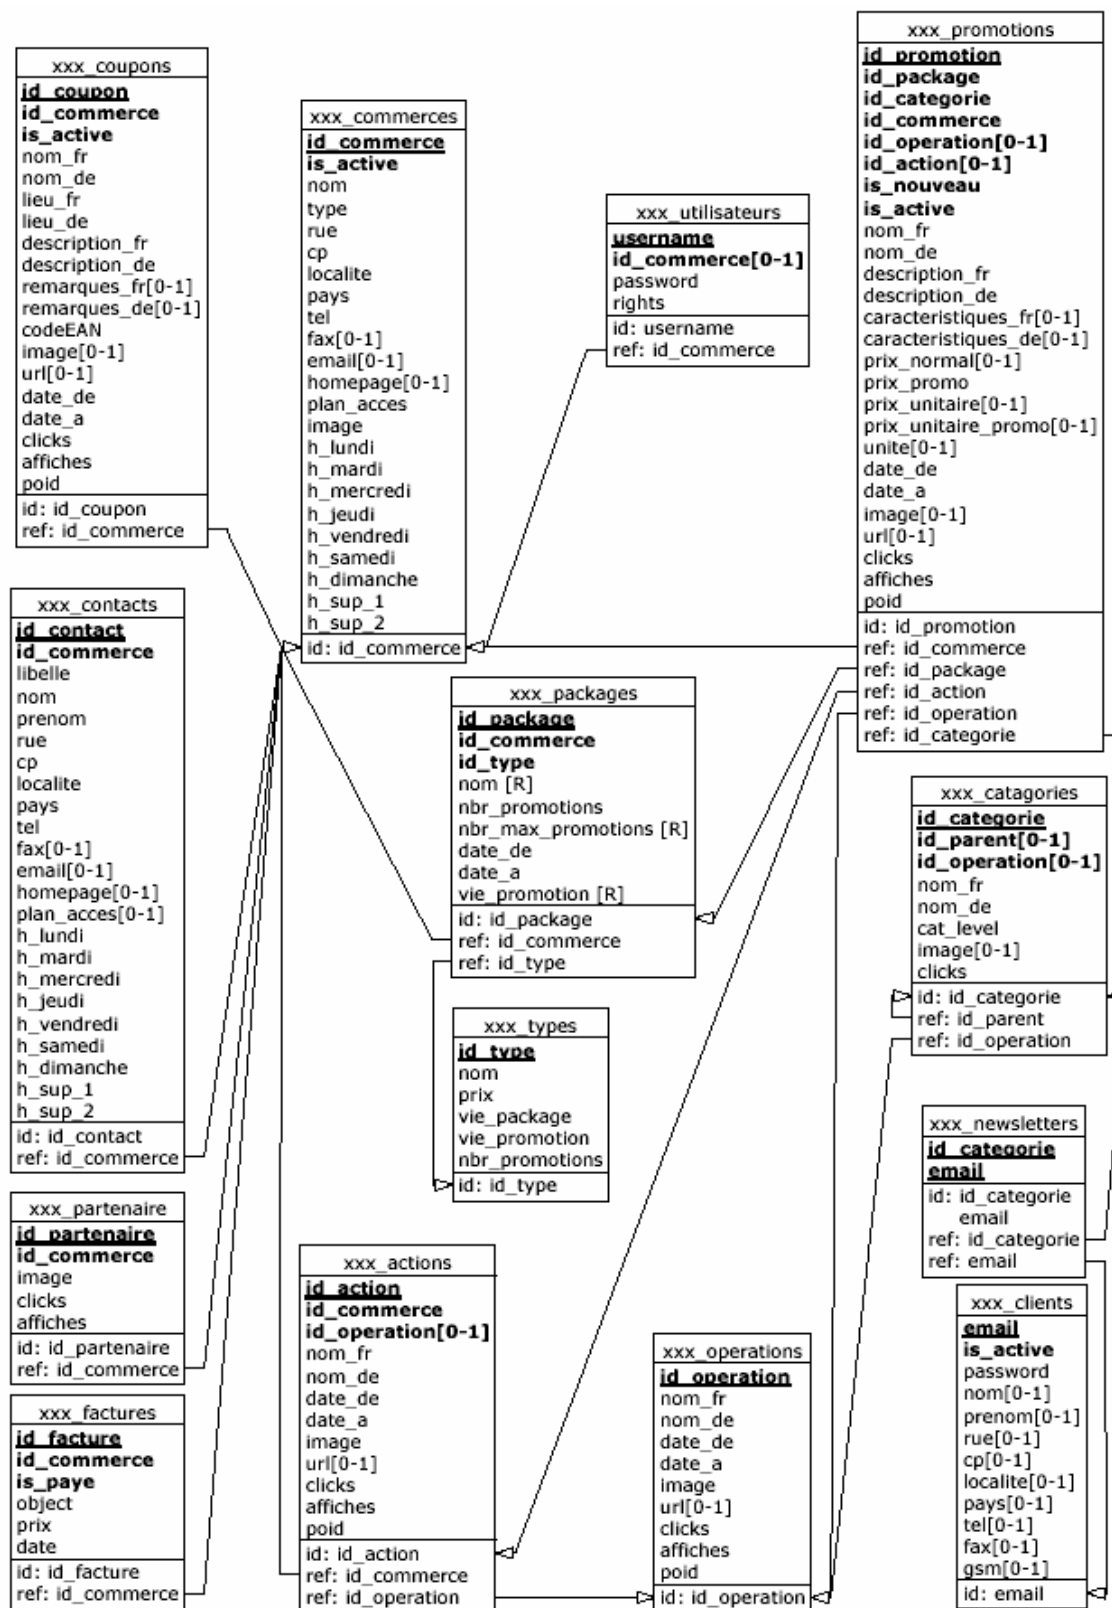 xxx_coupons
id_coupon
id_commerce
is_active
nom_fr
nom_de
lieu_fr
lieu_de
description_fr
description_de
remarques_fr[0-1]
remarques_de[0-1]
codeEAN
image[0-1]
url[0-1]
date_de
date_a
clicks
affiches
poid
id: id_coupon
ref: id_commerce
xxx_contacts
id_contact
id_commerce
libelle
nom
prenom
rue
cp
localite
pays
tel
fax[0-1]
email[0-1]
homepage[0-1]
plan_acces[0-1]
h_lundi
h_mardi
h_mercredi
h_jeudi
h_vendredi
h_samedi
h_dimanche
h_sup_1
h_sup_2
id: id_contact
ref: id_commerce
xxx_partenaire
id_partenaire
id_commerce
image
clicks
affiches
id: id_partenaire
ref: id_commerce
xxx_factures
id_facture
id_commerce
is_paye
object
prix
date
id: id_facture
ref: id_commerce
xxx_commerces
id_commerce
is_active
nom
type
rue
cp
localite
pays
tel
fax[0-1]
email[0-1]
homepage[0-1]
plan_acces
image
h_lundi
h_mardi
h_mercredi
h_jeudi
h_vendredi
h_samedi
h_dimanche
h_sup_1
h_sup_2
id: id_commerce
xxx_utilisateurs
username
id_commerce[0-1]
password
rights
id: username
ref: id_commerce
xxx_packages
id_package
id_commerce
id_type
nom [R]
nbr_promotions
nbr_max_promotions [R]
date_de
date_a
vie_promotion [R]
id: id_package
ref: id_commerce
ref: id_type
xxx_types
id_type
nom
prix
vie_package
vie_promotion
nbr_promotions
id: id_type
xxx_actions
id_action
id_commerce
id_operation[0-1]
nom_fr
nom_de
date_de
date_a
image
url[0-1]
clicks
affiches
poid
id: id_action
ref: id_commerce
ref: id_operation
xxx_operations
id_operation
nom_fr
nom_de
date_de
date_a
image
url[0-1]
clicks
affiches
poid
id: id_operation
xxx_promotions
id_promotion
id_package
id_categorie
id_commerce
id_operation[0-1]
id_action[0-1]
is_nouveau
is_active
nom_fr
nom_de
description_fr
description_de
caracteristiques_fr[0-1]
caracteristiques_de[0-1]
prix_normal[0-1]
prix_promo
prix_unitaire[0-1]
prix_unitaire_promo[0-1]
unite[0-1]
date_de
date_a
image[0-1]
url[0-1]
clicks
affiches
poid
id: id_promotion
ref: id_commerce
ref: id_package
ref: id_action
ref: id_operation
ref: id_categorie
xxx_catagories
id_categorie
id_parent[0-1]
id_operation[0-1]
nom_fr
nom_de
cat_level
image[0-1]
clicks
id: id_categorie
ref: id_parent
ref: id_operation
xxx_newsletters
id_categorie
email
id: id_categorie
email
ref: id_categorie
ref: email
xxx_clients
email
is_active
password
nom[0-1]
prenom[0-1]
rue[0-1]
cp[0-1]
localite[0-1]
pays[0-1]
tel[0-1]
fax[0-1]
gsm[0-1]
id: email